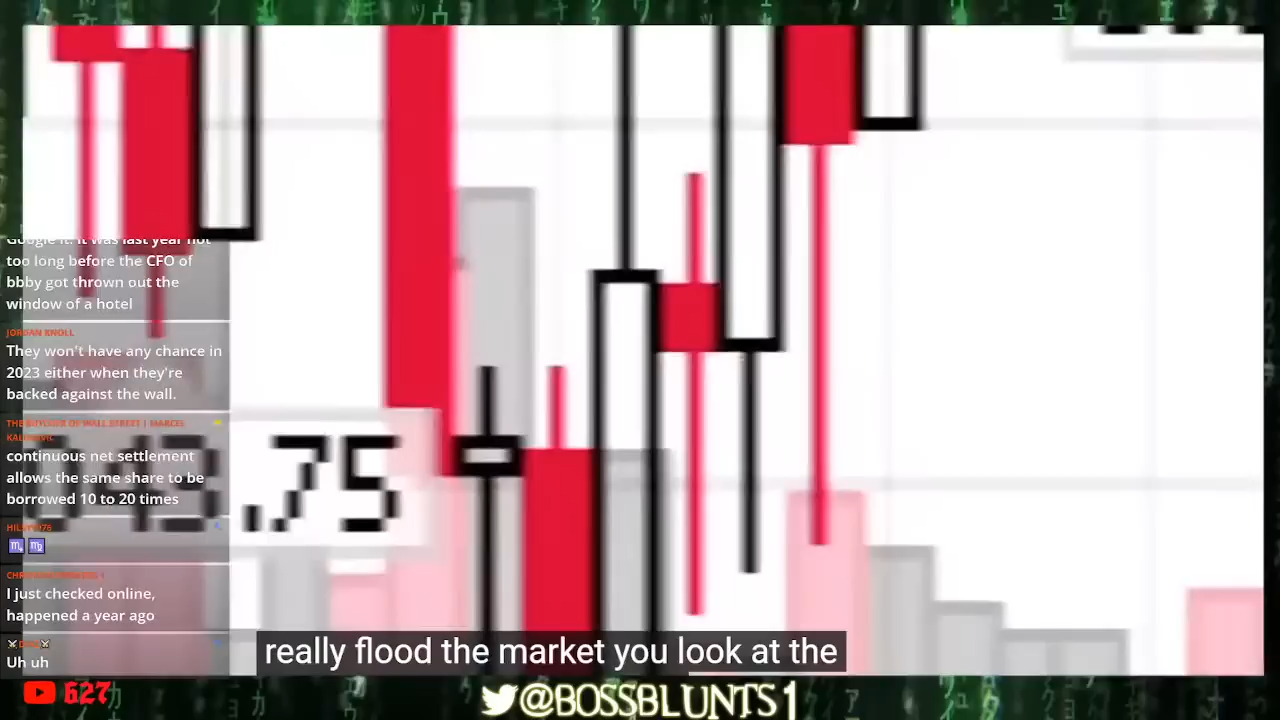 Google it. It was last year not
too long before the CFO of
bbby got thrown out the
window of a hotel
JORDAN KNOLL
They won't have any chance in
2023 either when they're
backed against the wall.
continuous net settlement
allows the same share to be
borrowed 10 to 20 times
I just checked online,
happened a year ago
Uh uh
043.75
really flood the market you look at the
627
@BOSSBLUNTS1